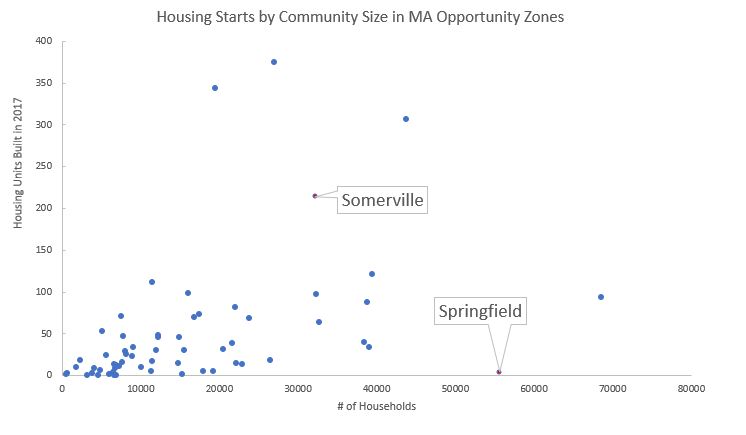 Housing Starts by Community Size in MA Opportunity Zones
400
350
300
250
200
150
100
50
0
Housing Units Built in 2017
Somerville
Springfield
0 10000 20000 30000 40000 50000 60000 70000 80000
# of Households